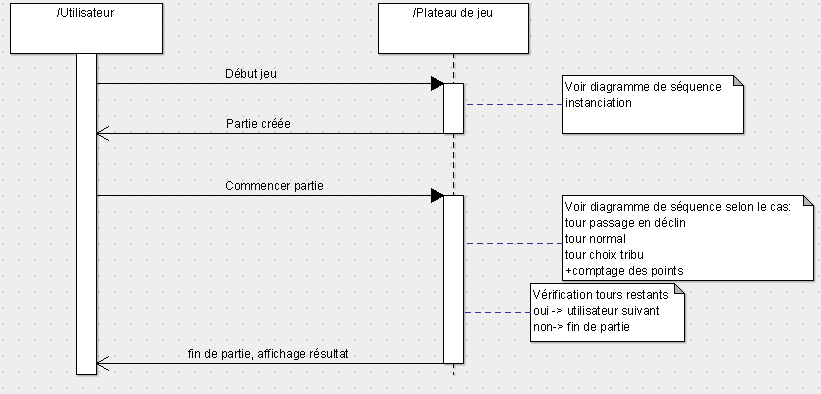 /Utilisateur
/Plateau de jeu
Début jeu
Voir diagramme de séquence
instanciation
Partie créée
Commencer partie
Voir diagramme de séquence selon le cas:
tour passage en déclin
tour normal
tour choix tribu
+comptage des points
Vérification tours restants
oui -> utilisateur suivant
non-> fin de partie
fin de partie, affichage résultat